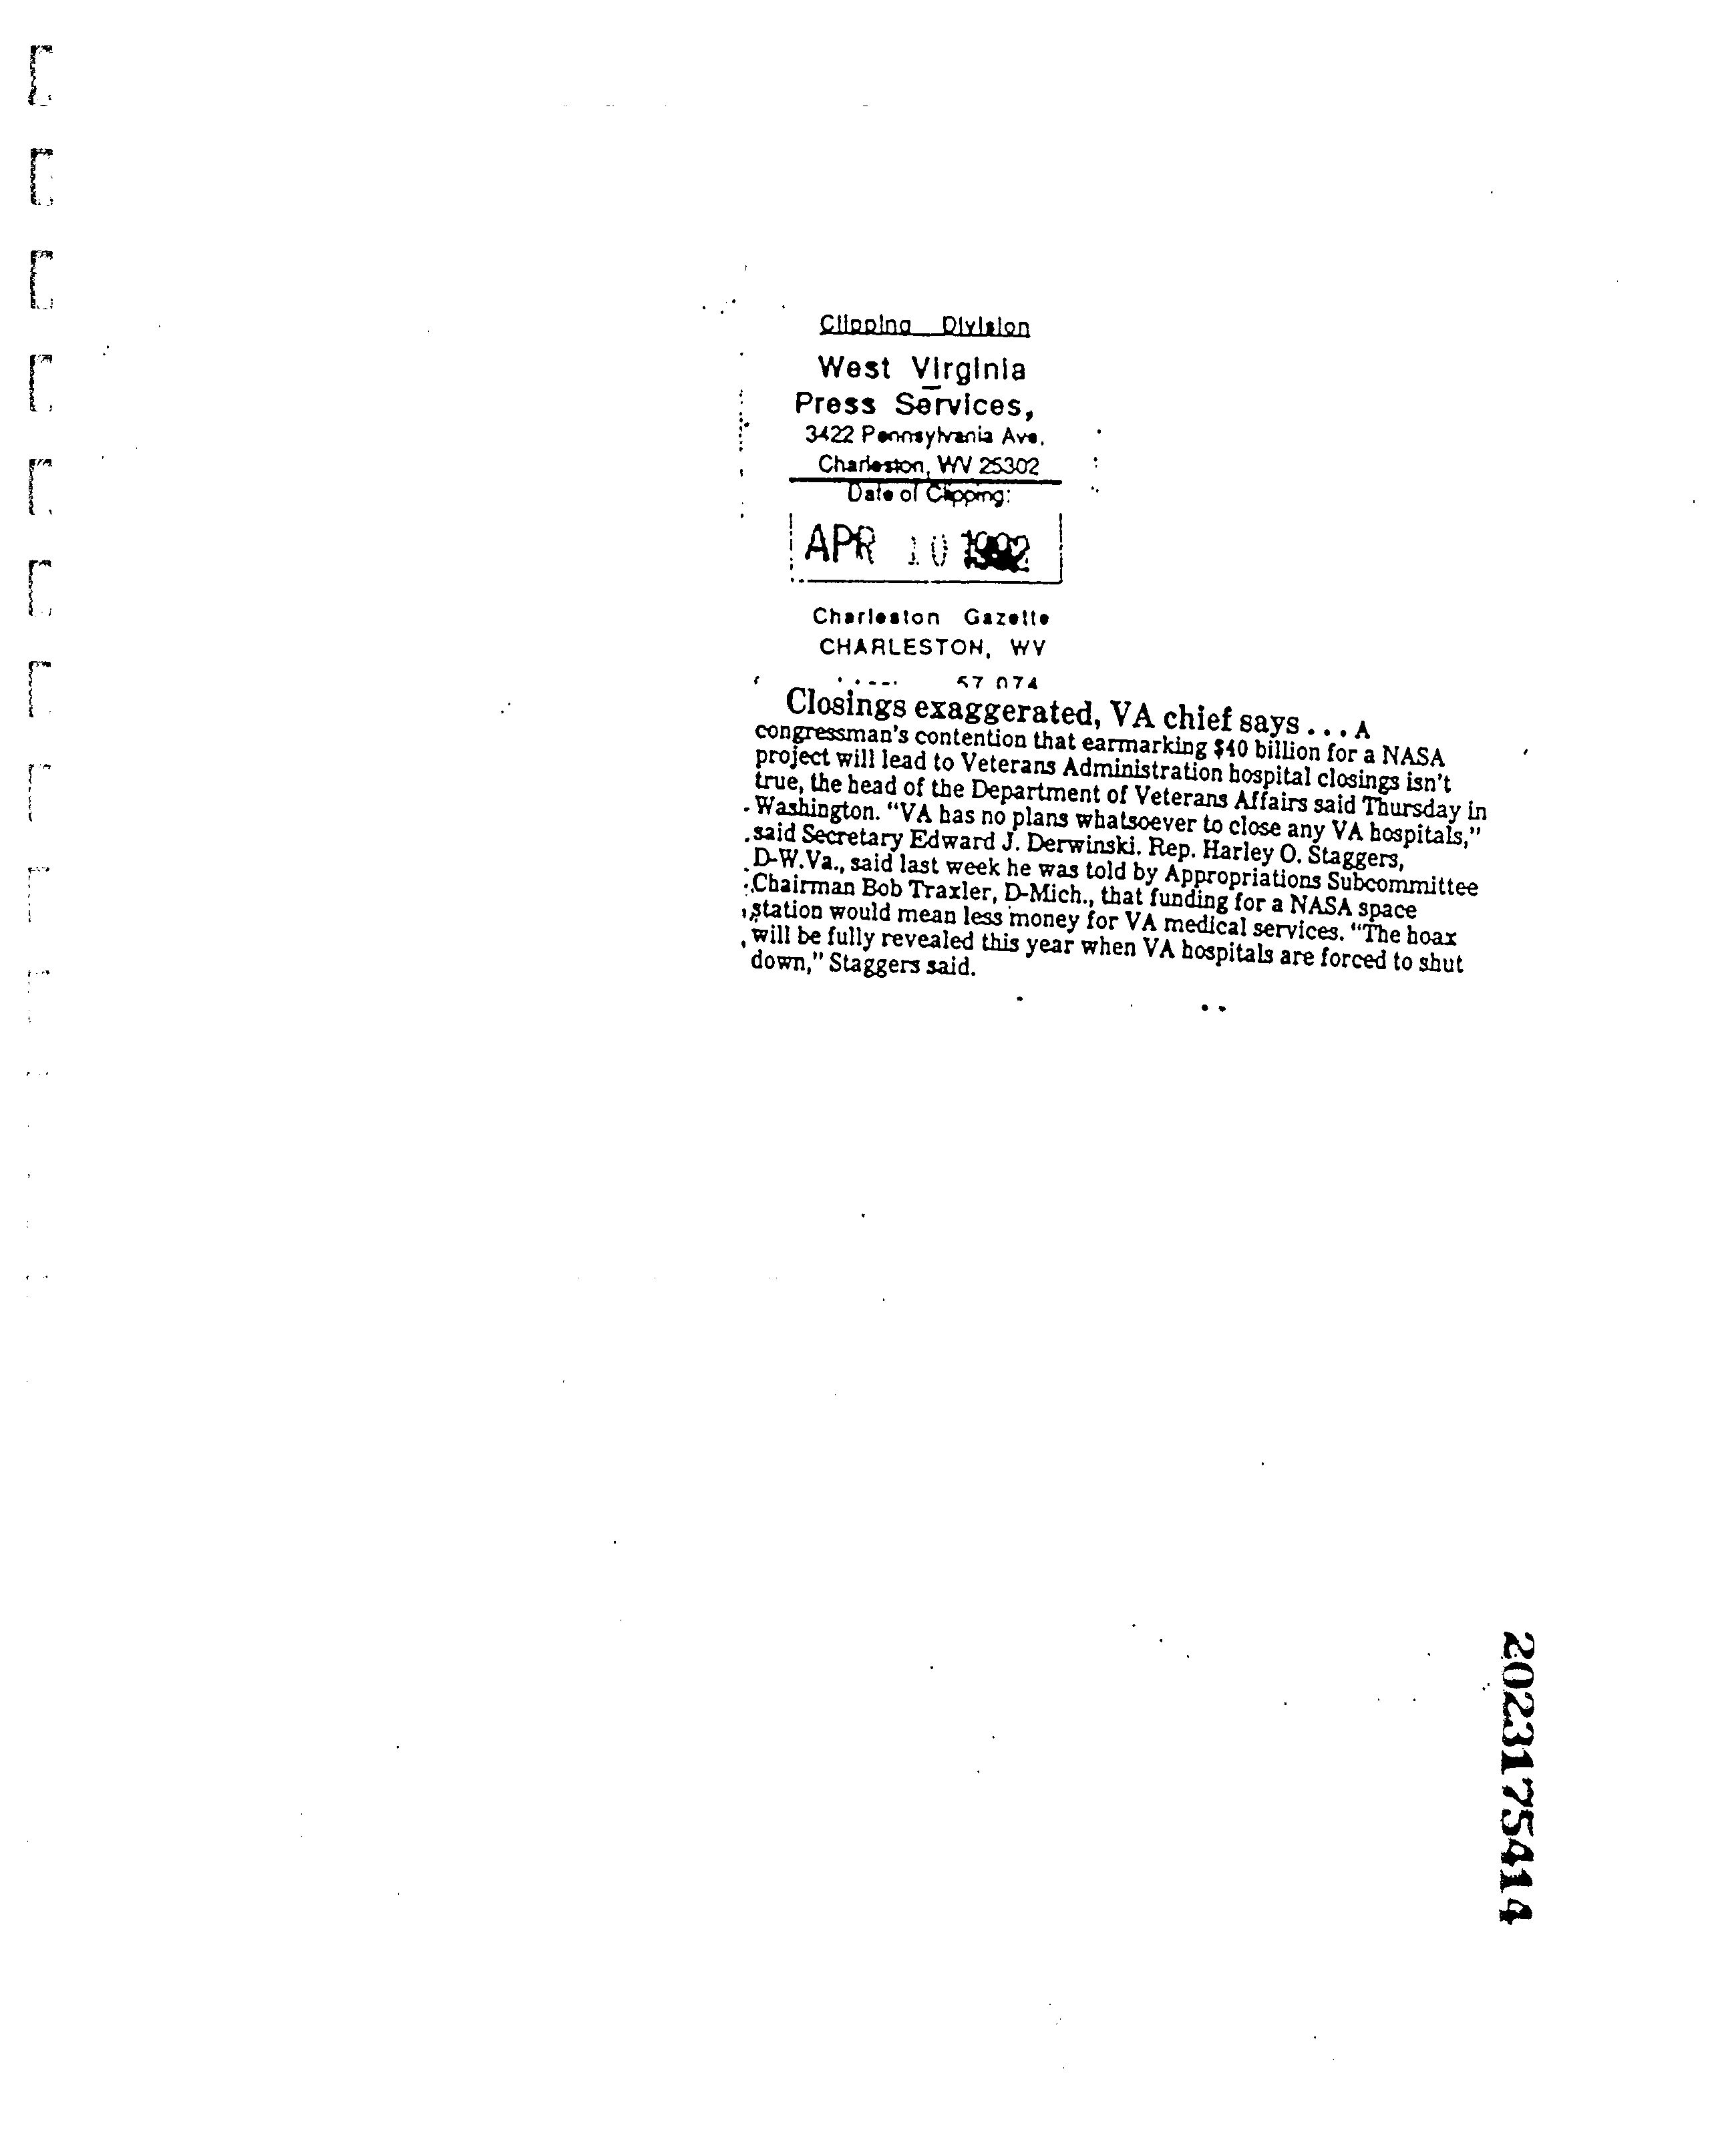 Clipping Division
West Virginia
Press Services,
3422 Pennsylvania Ave.
Charleston, WV 25302
Date of Clipping:
APR 10 1992
Charleston Gazette
CHARLESTON, WV
57 074
Closings exaggerated, VA chief says . . . A
congressman's contention that earmarking $40 billion for a NASA
project will lead to Veterans Administration hospital closings isn't
true, the head of the Department of Veterans Affairs said Thursday in
Washington. “VA has no plans whatsoever to close any VA hospitals,”
said Secretary Edward J. Derwinski. Rep. Harley O. Staggers,
D-W.Va., said last week he was told by Appropriations Subcommittee
Chairman Bob Traxler, D-Mich., that funding for a NASA space
station would mean less money for VA medical services. “The hoax
will be fully revealed this year when VA hospitals are forced to shut
down,” Staggers said.
2023175414